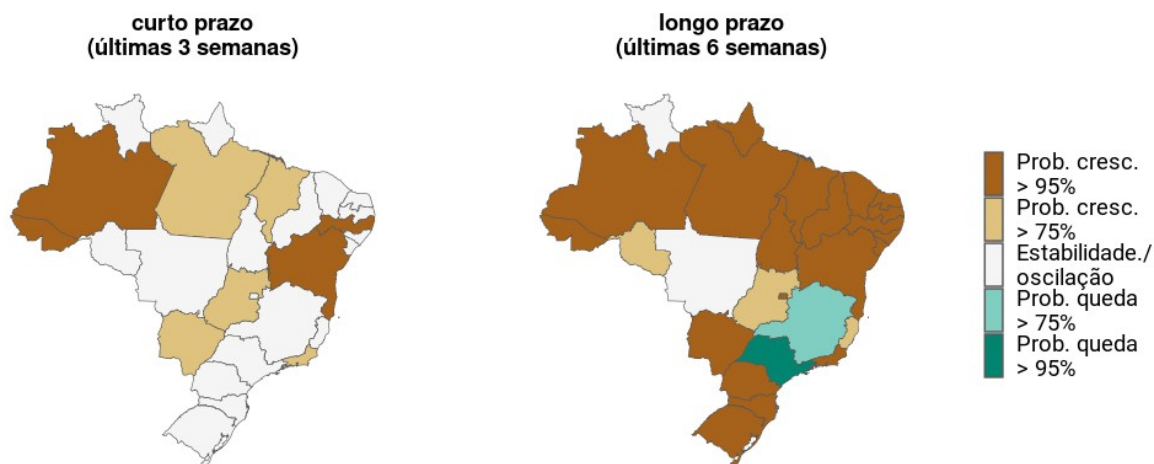 curto prazo
(últimas 3 semanas)
longo prazo
(últimas 6 semanas)
Prob. cresc.
> 95%
Prob. cresc.
> 75%
Estabilidade./
oscilação
Prob. queda
> 75%
Prob. queda
> 95%